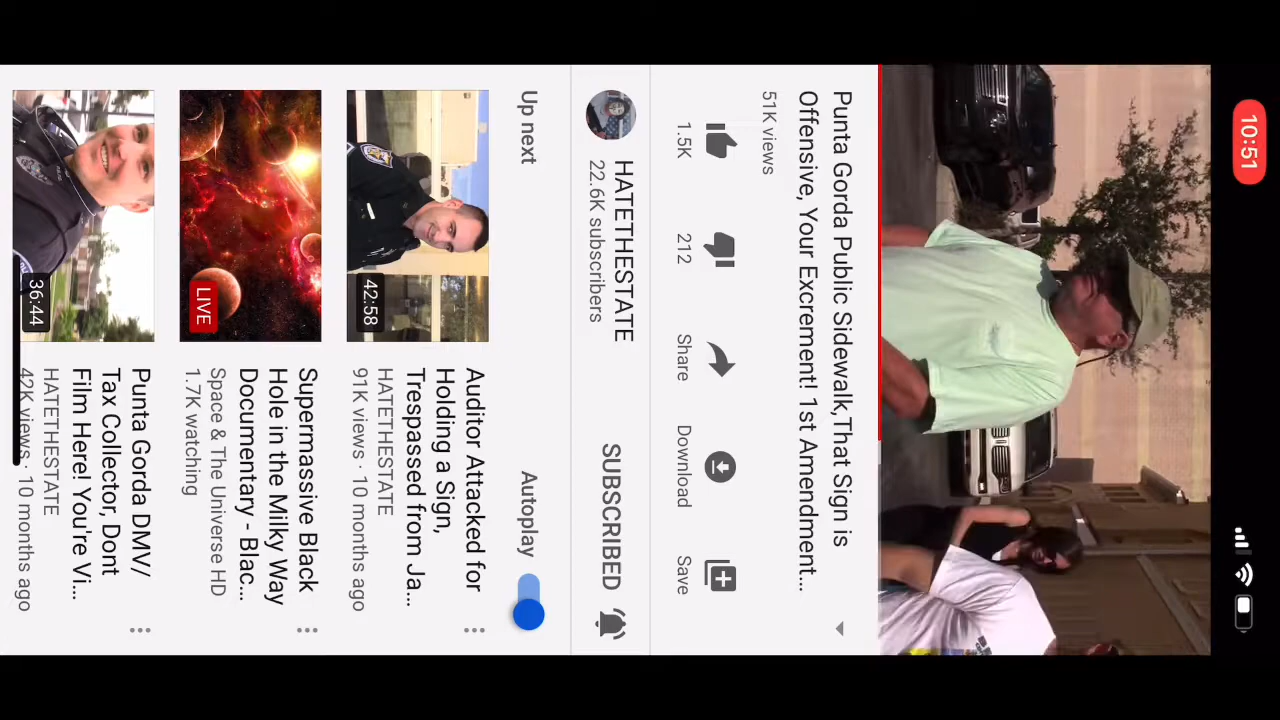 10:51
Punta Gorda Public Sidewalk,That Sign is
Offensive, Your Excrement! 1st Amendment...
51K views
1.5K
212
Share
Download
Save
HATETHESTATE
22.6K subscribers
SUBSCRIBED
Up next
Autoplay
42:58
Auditor Attacked for
Holding a Sign,
Trespassed from Ja...
HATETHESTATE
91K views · 10 months ago
LIVE
Supermassive Black
Hole in the Milky Way
Documentary - Blac...
Space & The Universe HD
1.7K watching
36:44
Punta Gorda DMV/
Tax Collector, Dont
Film Here! You're Vi...
HATETHESTATE
42K views · 10 months ago